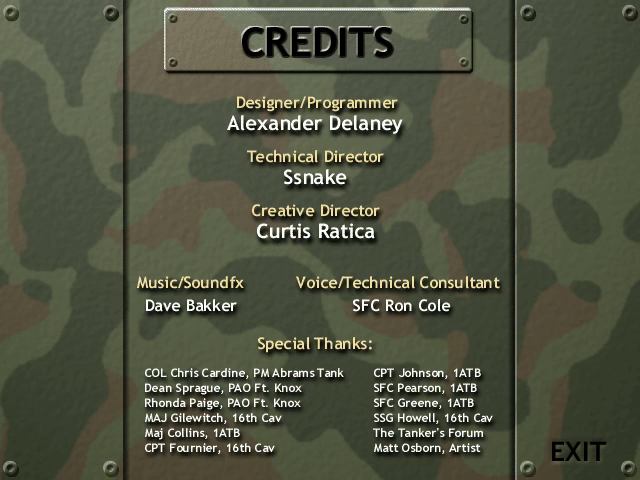 CREDITS
Designer/Programmer
Alexander Delaney
Technical Director
Ssnake
Creative Director
Curtis Ratica
Music/Soundfx
Dave Bakker
Voice/Technical Consultant
SFC Ron Cole
Special Thanks:
COL Chris Cardine, PM Abrams Tank
Dean Sprague, PAO Ft. Knox
Rhonda Paige, PAO Ft. Knox
MAJ Gilewitch, 16th Cav
Maj Collins, 1ATB
CPT Fournier, 16th Cav
CPT Johnson, 1ATB
SFC Pearson, 1ATB
SFC Greene, 1ATB
SSG Howell, 16th Cav
The Tanker's Forum
Matt Osborn, Artist
EXIT